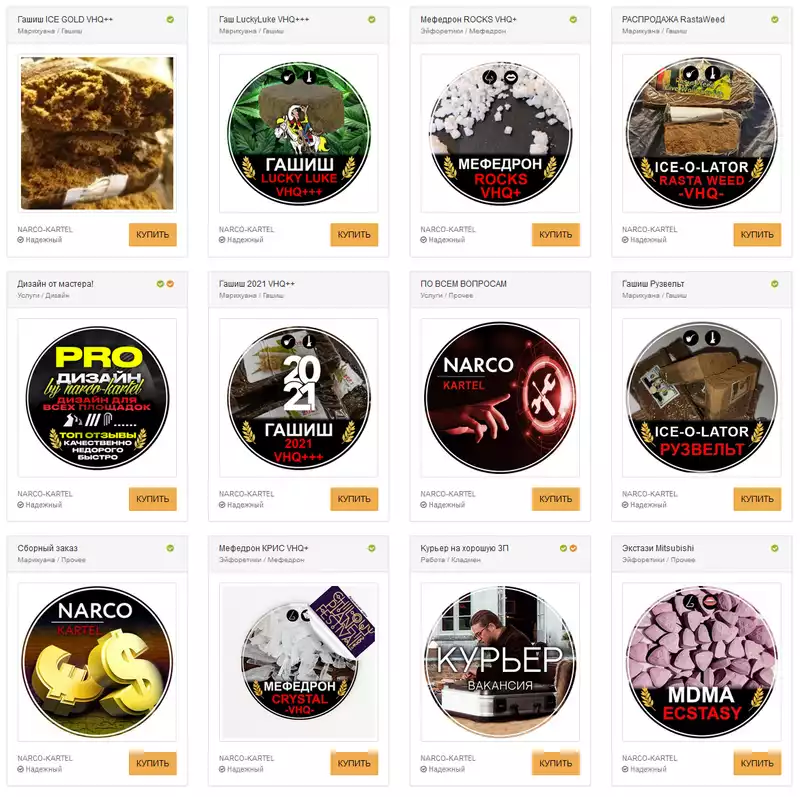 Гашиш ICE GOLD VHQ++
Марихуана / Гашиш
NARCO-KARTEL
Надежный
КУПИТЬ
Гаш LuckyLuke VHQ+++
Марихуана / Гашиш
ГАШИШ
LUCKY LUKE
VHQ+++
NARCO-KARTEL
Надежный
КУПИТЬ
Мефедрон ROCKS VHQ+
Эйфоретики / Мефедрон
МЕФЕДРОН
ROCKS
VHQ+
NARCO-KARTEL
Надежный
КУПИТЬ
РАСПРОДАЖА RastaWeed
Марихуана / Гашиш
ICE-O-LATOR
RASTA WEED
-VHQ-
NARCO-KARTEL
Надежный
КУПИТЬ
Дизайн от мастера!
Услуги / Дизайн
PRO
ДИЗАЙН
by narco-kartel
ДИЗАЙН ДЛЯ
ВСЕХ ПЛОЩАДОК
ТОП ОТЗЫВЫ
КАЧЕСТВЕННО
НЕДОРОГО
БЫСТРО
NARCO-KARTEL
Надежный
КУПИТЬ
Гашиш 2021 VHQ++
Марихуана / Гашиш
20
21
ГАШИШ
2021
VHQ+++
NARCO-KARTEL
Надежный
КУПИТЬ
ПО ВСЕМ ВОПРОСАМ
Услуги / Прочее
NARCO
KARTEL
NARCO-KARTEL
Надежный
КУПИТЬ
Гашиш Рузвельт
Марихуана / Гашиш
ICE-O-LATOR
РУЗВЕЛЬТ
NARCO-KARTEL
Надежный
КУПИТЬ
Сборный заказ
Марихуана / Прочее
NARCO
KARTEL
NARCO-KARTEL
Надежный
КУПИТЬ
Мефедрон КРИС VHQ+
Эйфоретики / Мефедрон
МЕФЕДРОН
CRYSTAL
-VHQ-
NARCO-KARTEL
Надежный
КУПИТЬ
Курьер на хорошую ЗП
Работа / Кладмен
КУРЬЕР
ВАКАНСИЯ
NARCO-KARTEL
Надежный
КУПИТЬ
Экстази Mitsubishi
Эйфоретики / Прочее
MDMA
ECSTASY
NARCO-KARTEL
Надежный
КУПИТЬ